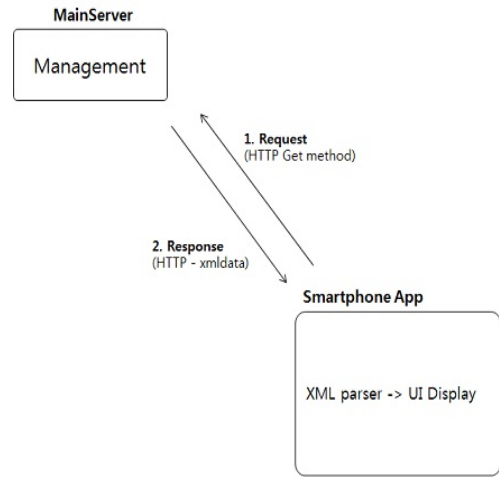 MainServer
Management
1. Request
(HTTP Get method)
2. Response
(HTTP - xmldata)
Smartphone App
XML parser -> UI Display